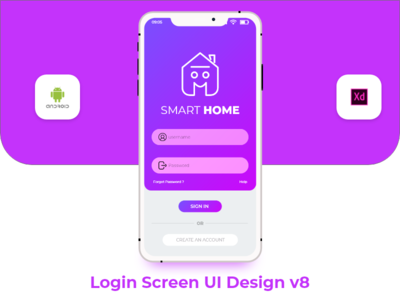 09:05
SMART HOME
Username
Password
Forgot Password ?
Help
SIGN IN
OR
CREATE AN ACCOUNT
ANDROID
Xd
Login Screen UI Design v8